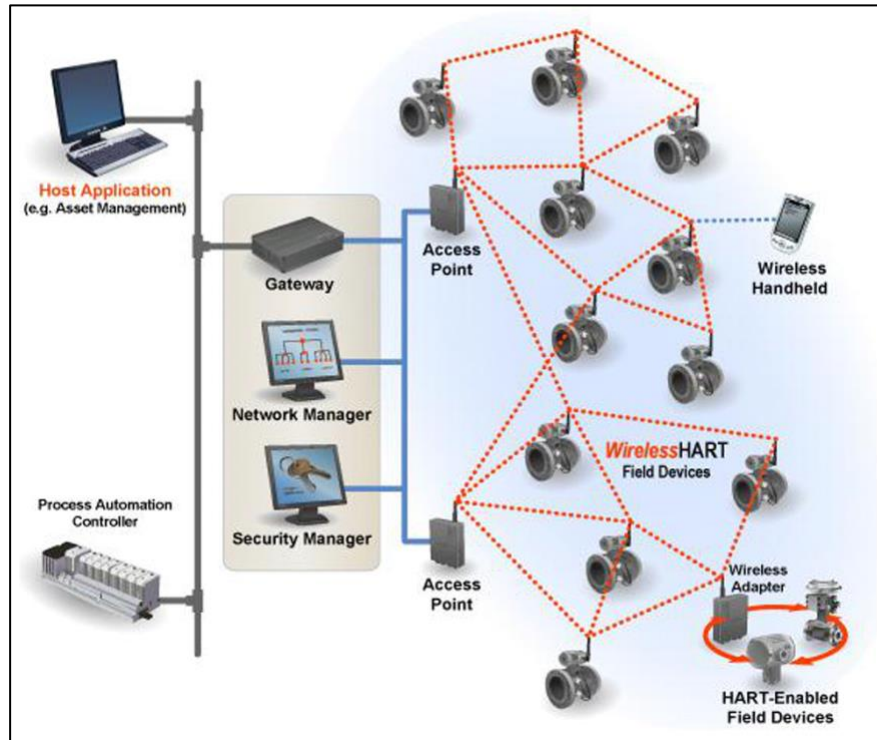 Host Application
(e.g. Asset Management)
Gateway
Access
Point
Wireless
Handheld
Network Manager
WirelessHART
Field Devices
Process Automation
Controller
Security Manager
Access
Point
Wireless
Adapter
HART-Enabled
Field Devices